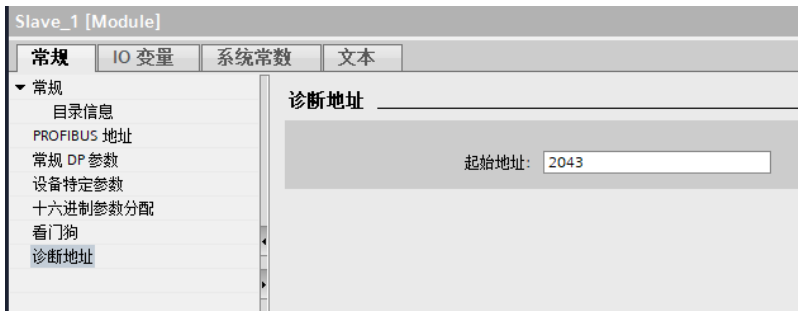 Slave_1 [Module]
常规 IO 变量 系统常数 文本
常规
目录信息
PROFIBUS 地址
常规 DP 参数
设备特定参数
十六进制参数分配
看门狗
诊断地址
诊断地址
起始地址: 2043